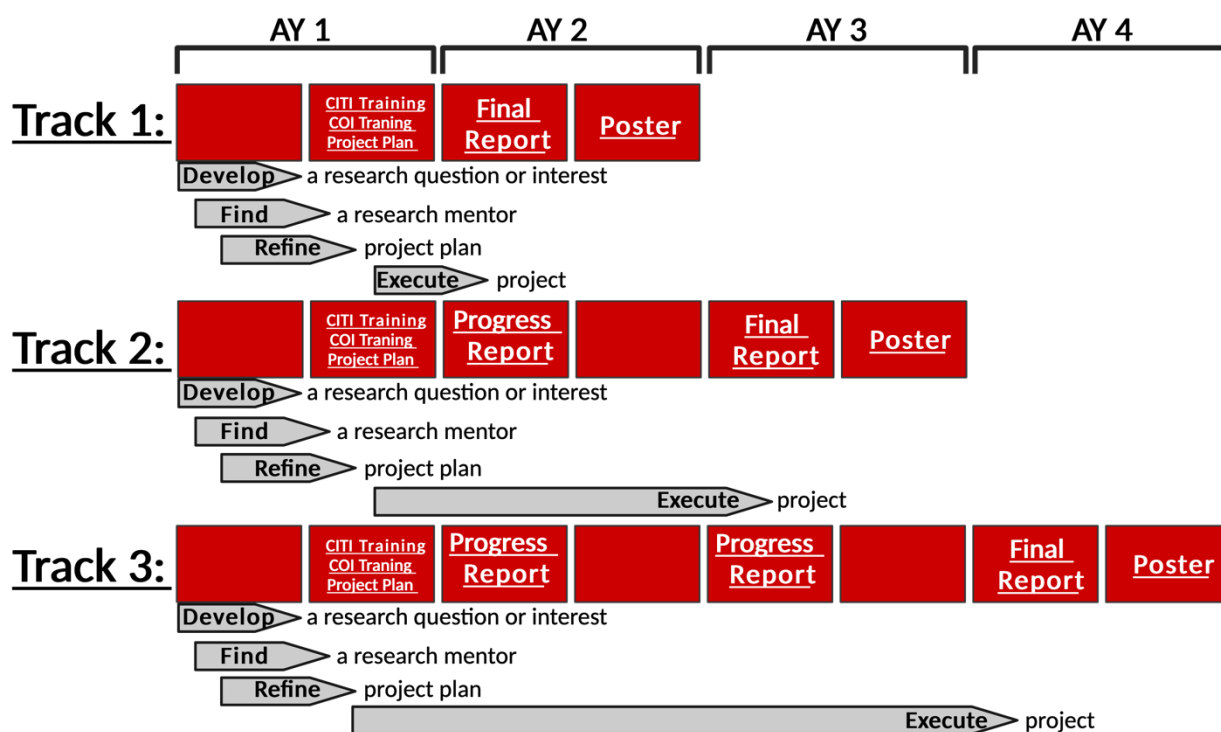 AY 1 AY 2 AY 3 AY 4
Track 1:
CITI Training
COI Traning
Project Plan
Final
Report
Poster
Develop a research question or interest
Find a research mentor
Refine project plan
Execute project
Track 2:
CITI Training
COI Traning
Project Plan
Progress
Report
Final
Report
Poster
Develop a research question or interest
Find a research mentor
Refine project plan
Execute project
Track 3:
CITI Training
COI Traning
Project Plan
Progress
Report
Progress
Report
Final
Report
Poster
Develop a research question or interest
Find a research mentor
Refine project plan
Execute project